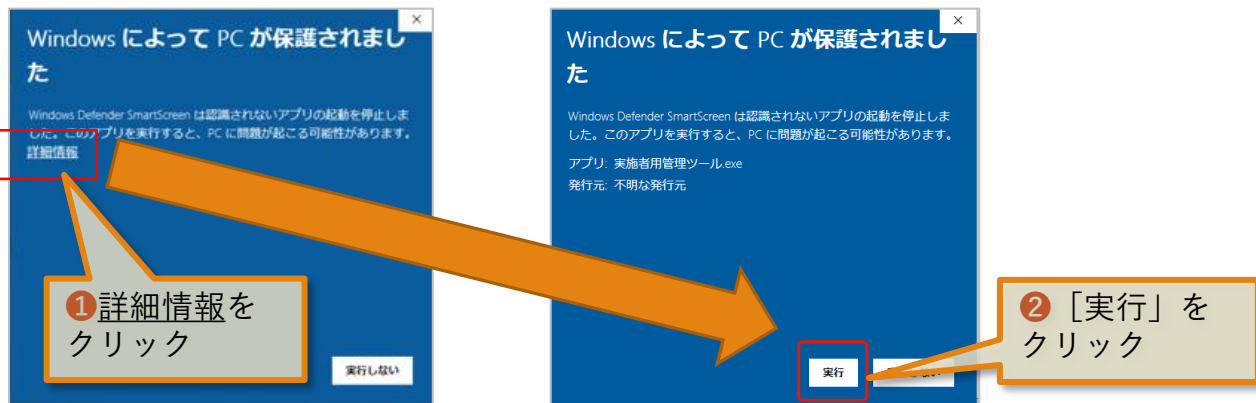 Windows によって PC が保護されまし
た
Windows Defender SmartScreen は認識されないアプリの起動を停止しま
した。このアプリを実行すると、PC に問題が起こる可能性があります。
詳細情報
❶詳細情報を
クリック
実行しない
Windows によって PC が保護されまし
た
Windows Defender SmartScreen は認識されないアプリの起動を停止しま
した。このアプリを実行すると、PC に問題が起こる可能性があります。
アプリ: 実施者用管理ツール.exe
発行元: 不明な発行元
実行
❷「実行」を
クリック